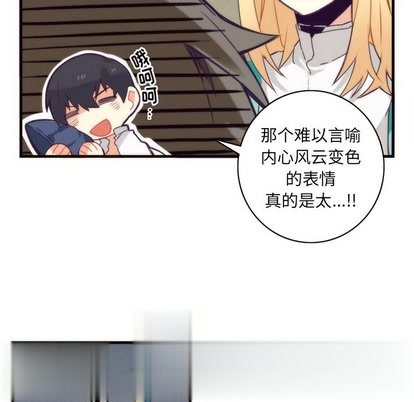 哦呵呵…
那个难以言喻
内心风云变色
的表情
真的是太...!!